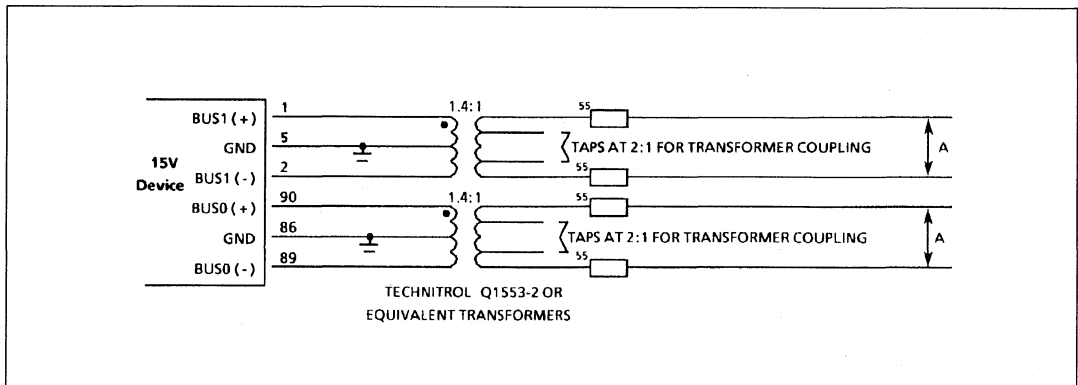 1
1.4:1
55
BUS1 (+)
5
GND
TAPS AT 2:1 FOR TRANSFORMER COUPLING
A
15V
Device
2
55
BUS1 (-)
90
1.4:1
55
BUS0 (+)
86
GND
TAPS AT 2:1 FOR TRANSFORMER COUPLING
A
89
55
BUS0 (-)
TECHNITROL Q1553-2 OR
EQUIVALENT TRANSFORMERS